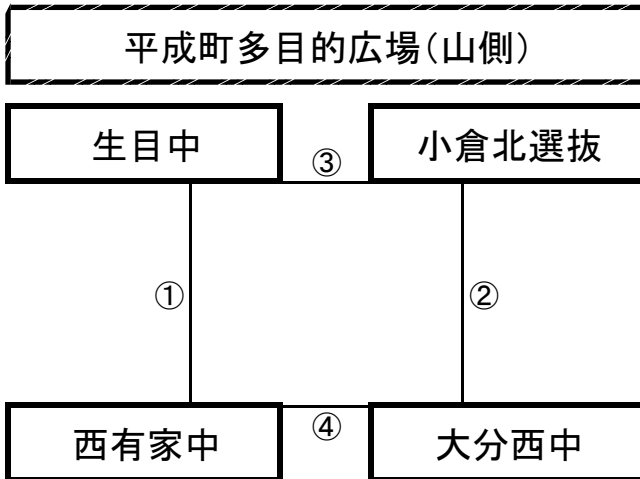 平成町多目的広場(山側)
生目中
小倉北選抜
③
①
②
西有家中
④
大分西中